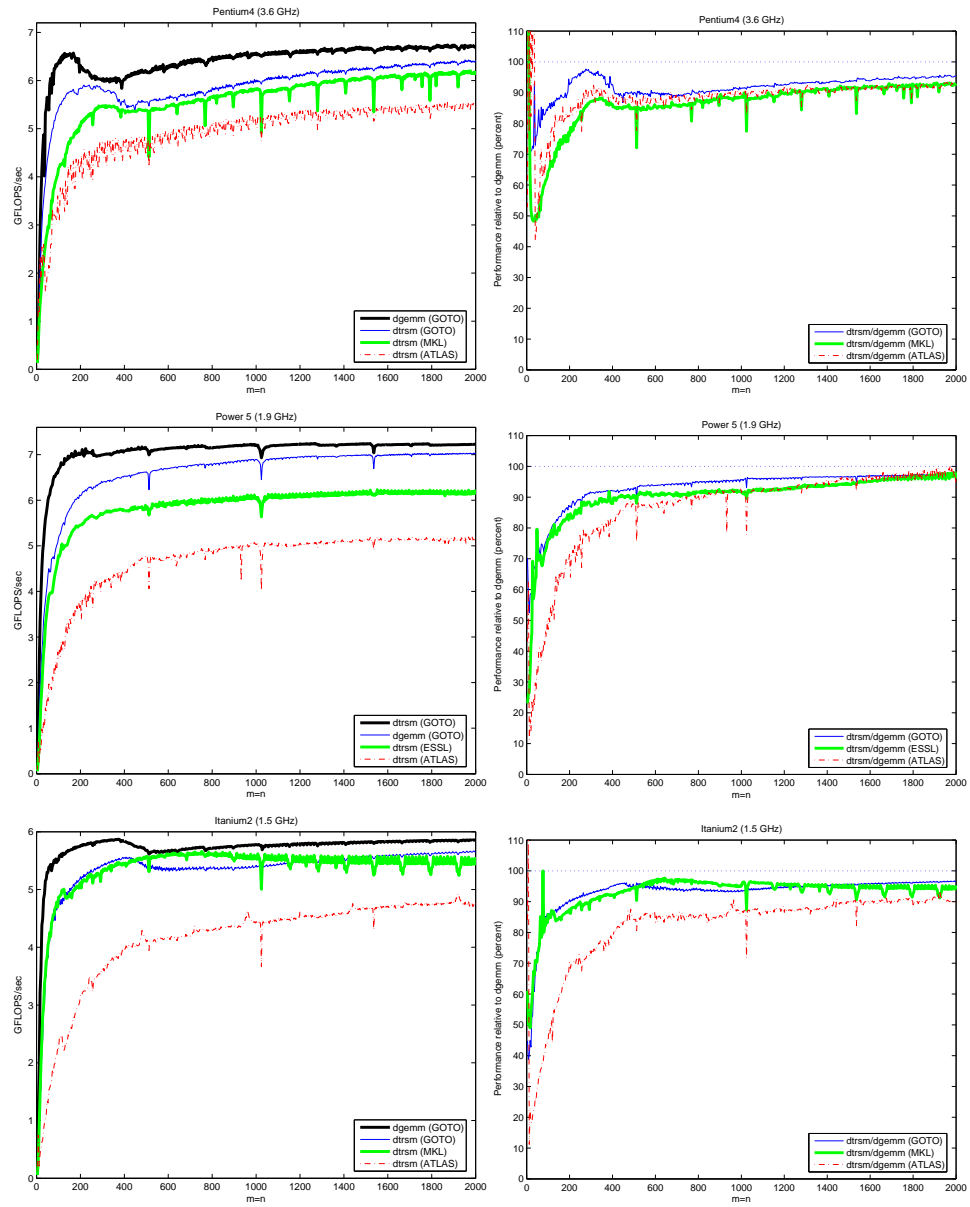 Pentium4 (3.6 GHz)
7
6
5
4
3
2
1
0
GFLOPS/sec
0 200 400 600 800 1000 1200 1400 1600 1800 2000
m=n
dgemm (GOTO)
dtrsm (GOTO)
dtrsm (MKL)
dtrsm (ATLAS)
Pentium4 (3.6 GHz)
110
100
90
80
70
60
50
40
30
20
10
0
Performance relative to dgemm (percent)
0 200 400 600 800 1000 1200 1400 1600 1800 2000
m=n
dtrsm/dgemm (GOTO)
dtrsm/dgemm (MKL)
dtrsm/dgemm (ATLAS)
Power 5 (1.9 GHz)
7
6
5
4
3
2
1
0
GFLOPS/sec
0 200 400 600 800 1000 1200 1400 1600 1800 2000
m=n
dtrsm (GOTO)
dgemm (GOTO)
dtrsm (ESSL)
dtrsm (ATLAS)
Power 5 (1.9 GHz)
110
100
90
80
70
60
50
40
30
20
10
0
Performance relative to dgemm (percent)
0 200 400 600 800 1000 1200 1400 1600 1800 2000
m=n
dtrsm/dgemm (GOTO)
dtrsm/dgemm (ESSL)
dtrsm/dgemm (ATLAS)
Itanium2 (1.5 GHz)
6
5
4
3
2
1
0
GFLOPS/sec
0 200 400 600 800 1000 1200 1400 1600 1800 2000
m=n
dgemm (GOTO)
dtrsm (GOTO)
dtrsm (MKL)
dtrsm (ATLAS)
Itanium2 (1.5 GHz)
110
100
90
80
70
60
50
40
30
20
10
0
Performance relative to dgemm (percent)
0 200 400 600 800 1000 1200 1400 1600 1800 2000
m=n
dtrsm/dgemm (GOTO)
dtrsm/dgemm (MKL)
dtrsm/dgemm (ATLAS)